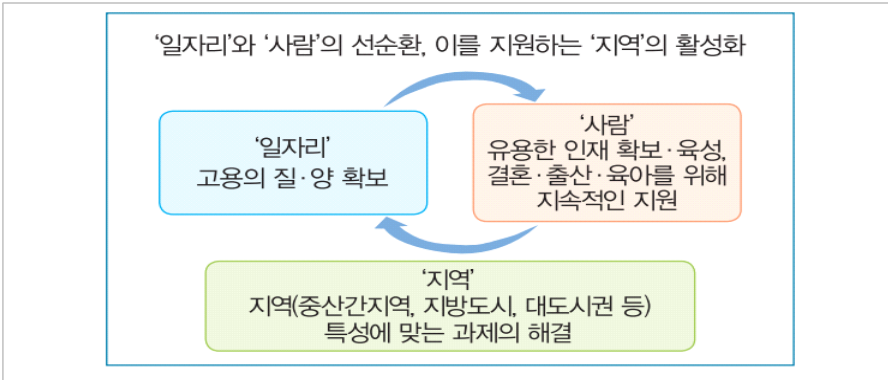 ‘일자리’와 ‘사람’의 선순환, 이를 지원하는 ‘지역’의 활성화
‘일자리’
고용의 질·양 확보
‘사람’
유용한 인재 확보·육성,
결혼·출산·육아를 위해
지속적인 지원
‘지역’
지역(중산간지역, 지방도시, 대도시권 등)
특성에 맞는 과제의 해결